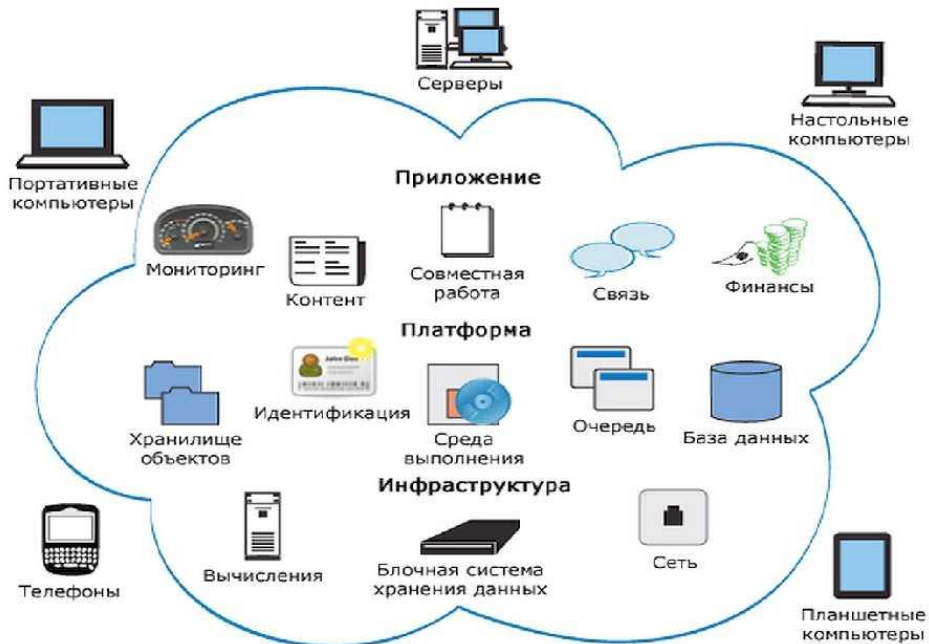 Серверы
Настольные
компьютеры
Портативные
компьютеры
Приложение
Мониторинг
Контент
Совместная
работа
Связь
Финансы
Платформа
Хранилище
объектов
Идентификация
Среда
выполнения
Очередь
База данных
Инфраструктура
Вычисления
Блочная система
хранения данных
Сеть
Телефоны
Планшетные
компьютеры